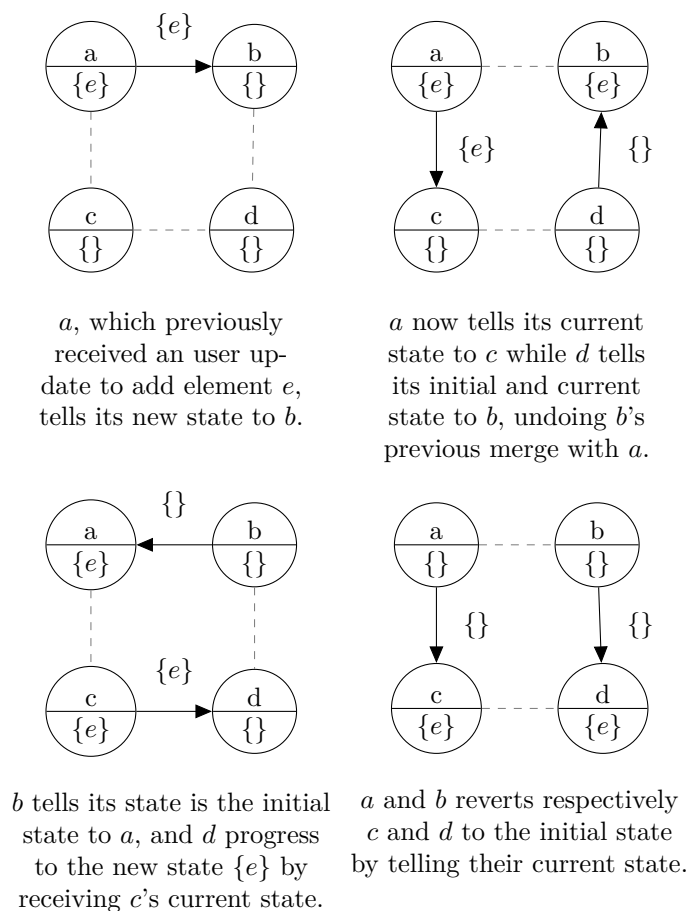 {e}
a
{e}
b
{}
c
{}
d
{}
a, which previously
received an user up-
date to add element e,
tells its new state to b.
a
{e}
b
{e}
{e}
{}
c
{}
d
{}
a now tells its current
state to c while d tells
its initial and current
state to b, undoing b's
previous merge with a.
{}
a
{e}
b
{}
{e}
c
{e}
d
{}
b tells its state is the initial
state to a, and d progress
to the new state {e} by
receiving c's current state.
a
{}
b
{}
{}
{}
c
{e}
d
{e}
a and b reverts respectively
c and d to the initial state
by telling their current state.